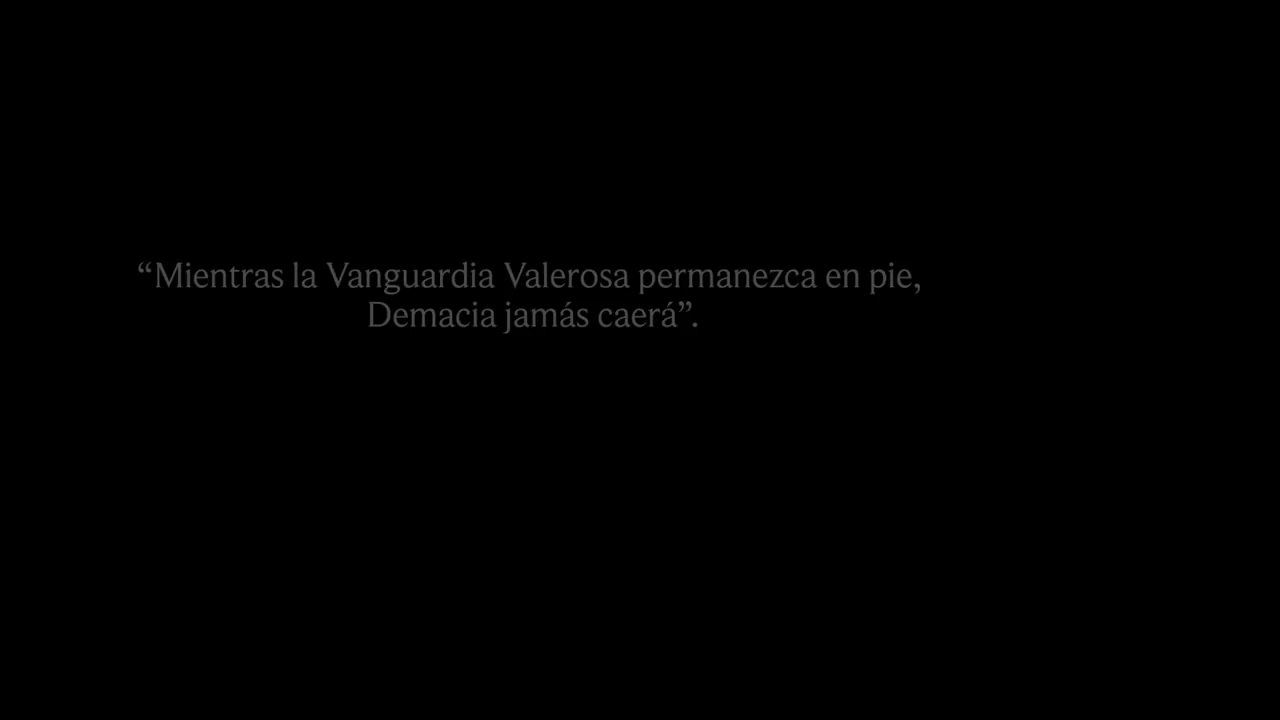 “Mientras la Vanguardia Valerosa permanezca en pie,
Demacia jamás caerá”.